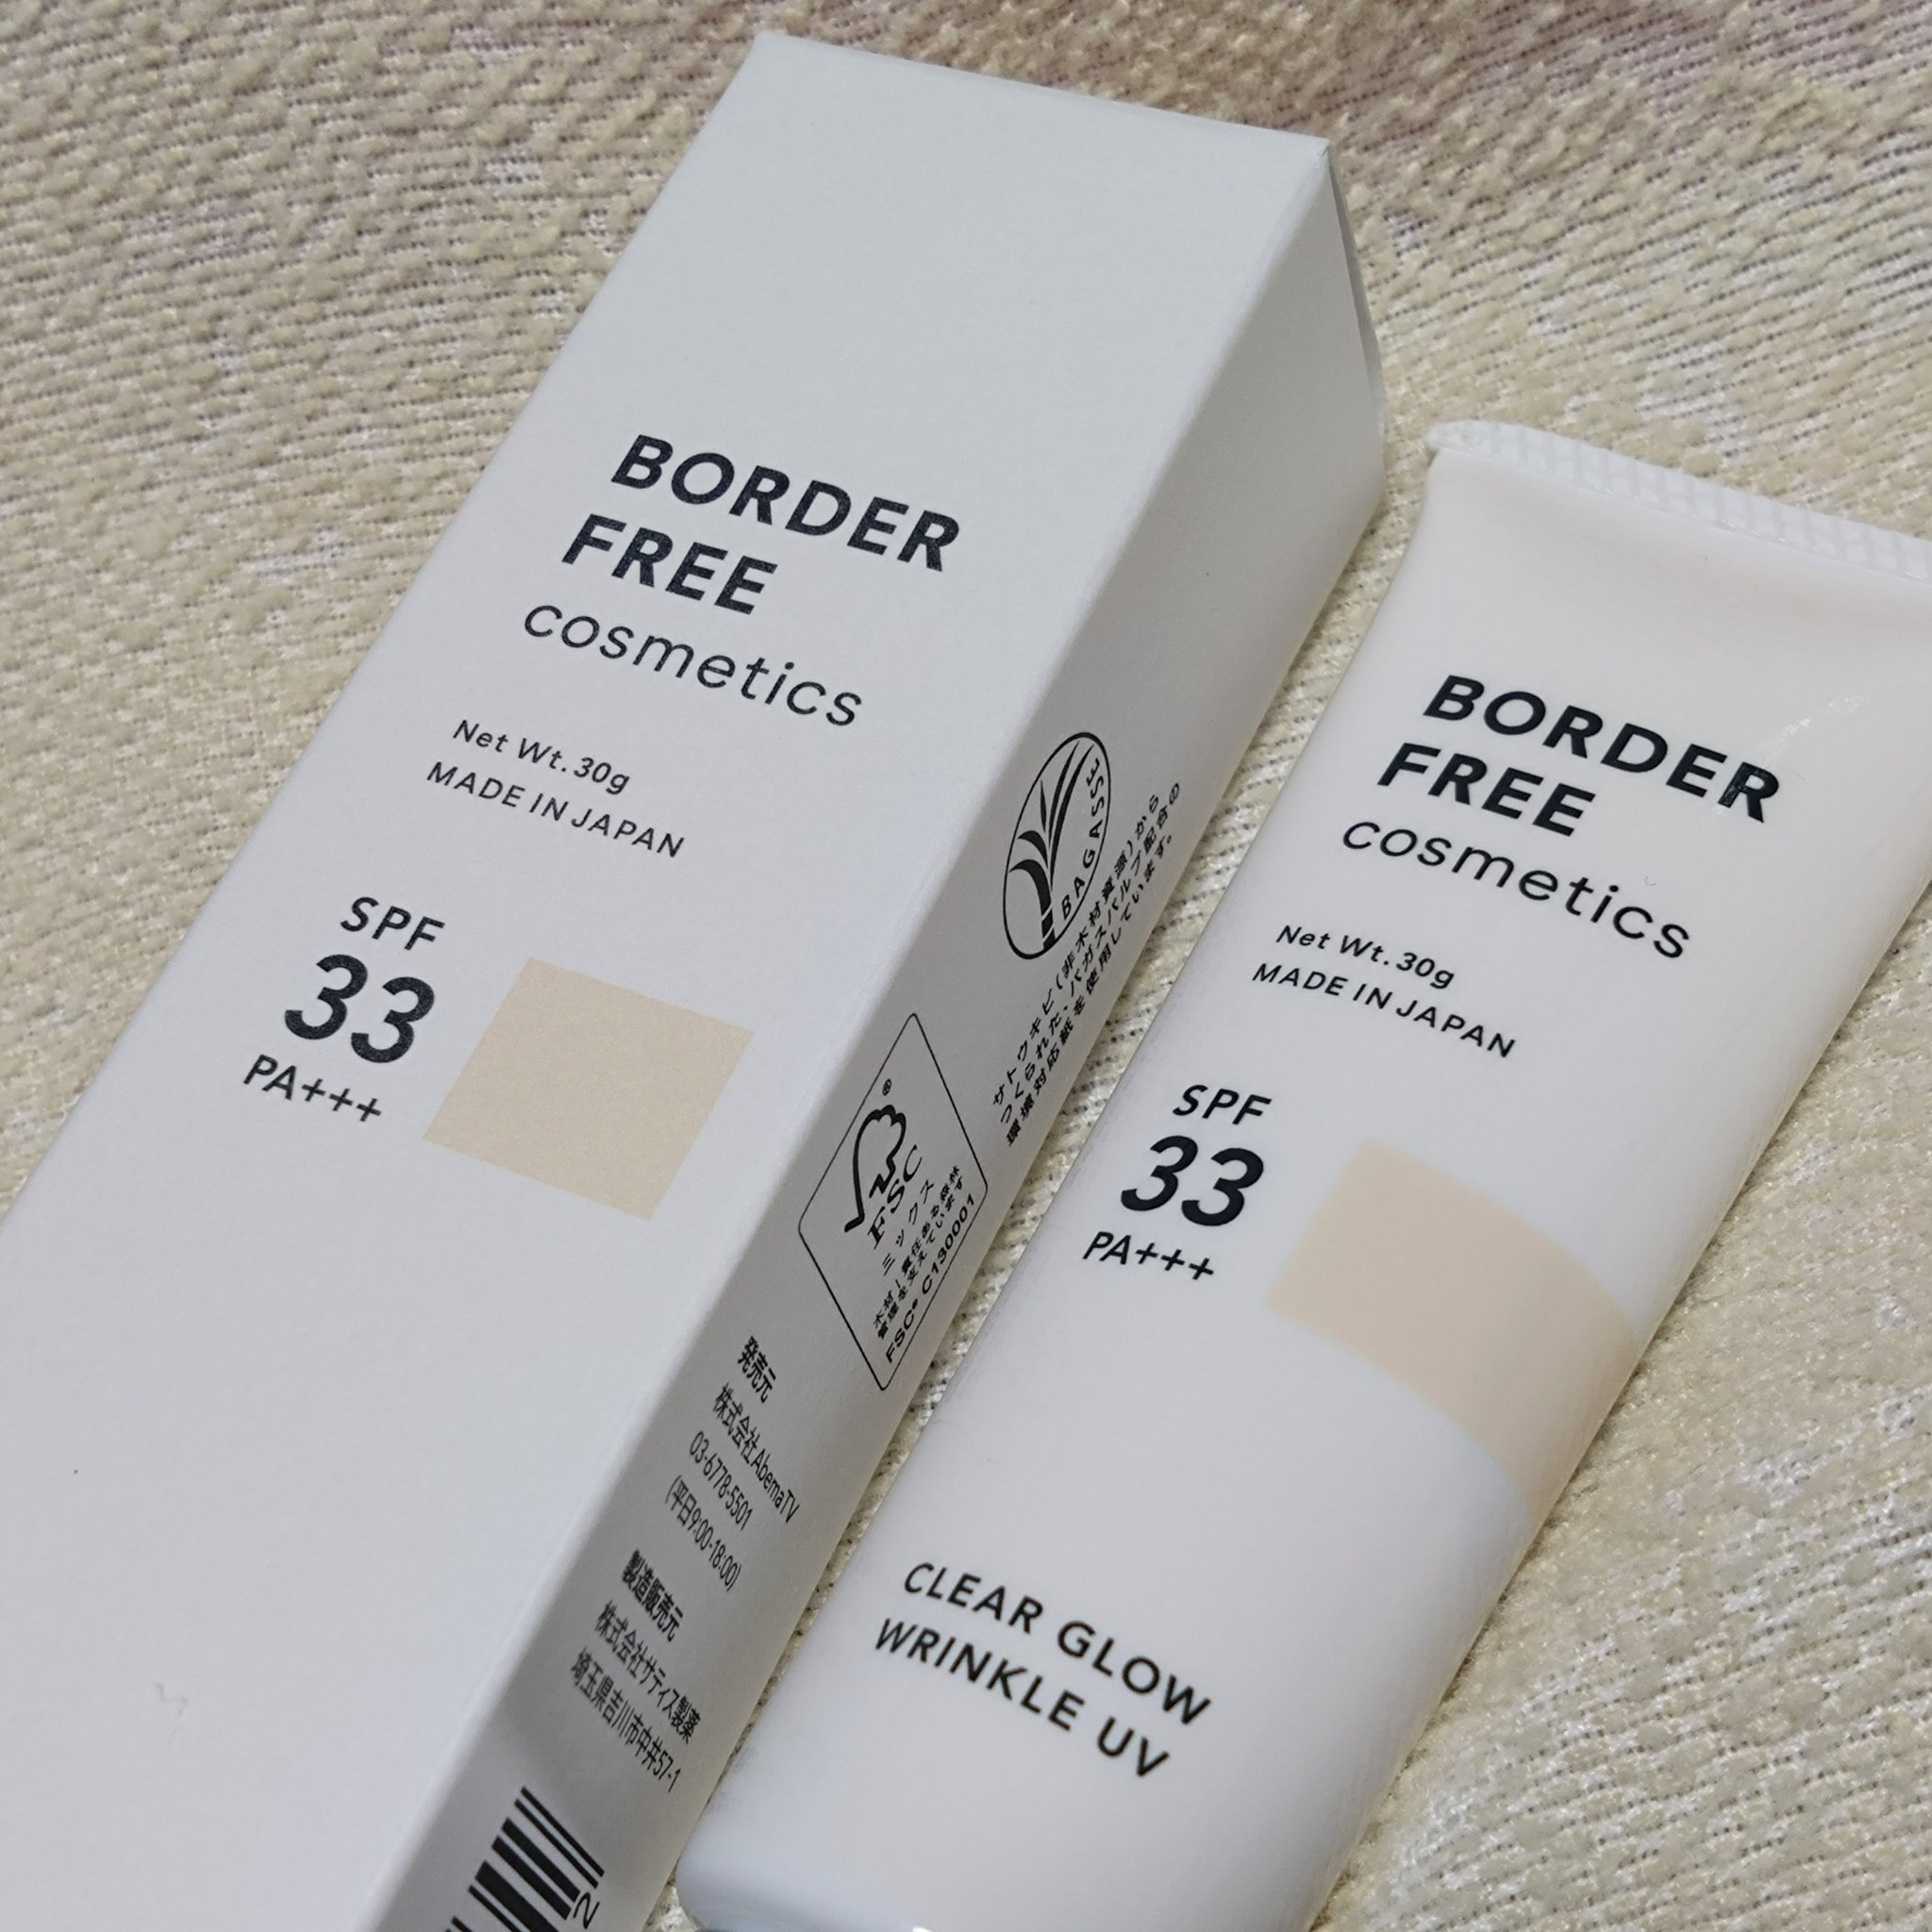 BORDER
FREE
cosmetics
Net Wt. 30g
MADE IN JAPAN
SPF
33
PA+++
BAGASSE
サトウキビ(非木材資源)から
つくられた、バガスパルプ配合の
環境対応紙を使用しています。
®
FSC
ミックス
木材|責任ある森林
管理を支えています
FSC® C130001
発売元
株式会社AbemaTV
03-6778-5501
(平日9:00-18:00)
製造販売元
株式会社サティス製薬
埼玉県吉川市中井57-1
2
BORDER
FREE
cosmetics
Net Wt. 30g
MADE IN JAPAN
SPF
33
PA+++
CLEAR GLOW
WRINKLE UV